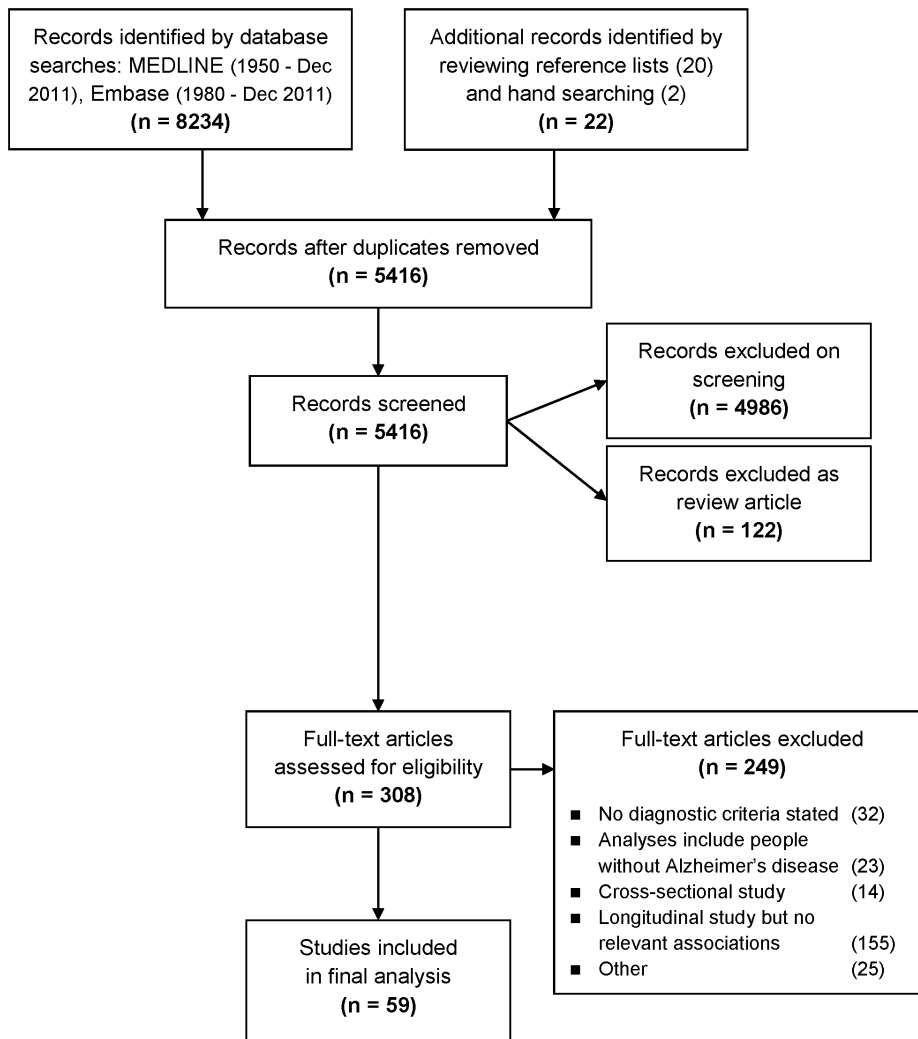 Records identified by database
searches: MEDLINE (1950 - Dec
2011), Embase (1980 - Dec 2011)
(n = 8234)
Additional records identified by
reviewing reference lists (20)
and hand searching (2)
(n = 22)
Records after duplicates removed
(n = 5416)
Records screened
(n = 5416)
Records excluded on
screening
(n = 4986)
Records excluded as
review article
(n = 122)
Full-text articles
assessed for eligibility
(n = 308)
Full-text articles excluded
(n = 249)
■ No diagnostic criteria stated (32)
■ Analyses include people
without Alzheimer's disease (23)
■ Cross-sectional study (14)
■ Longitudinal study but no
relevant associations (155)
■ Other (25)
Studies included
in final analysis
(n = 59)